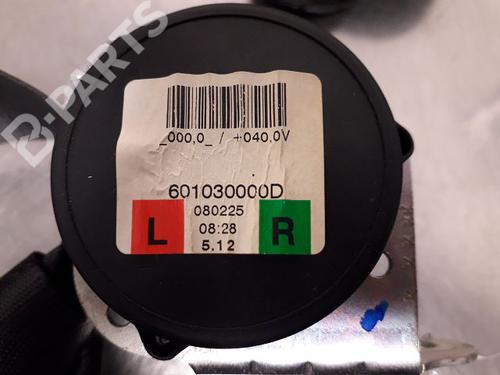 B-PARTS
_000,0_ / +040,0V
601030000D
L 080225 R
08:28
5.12